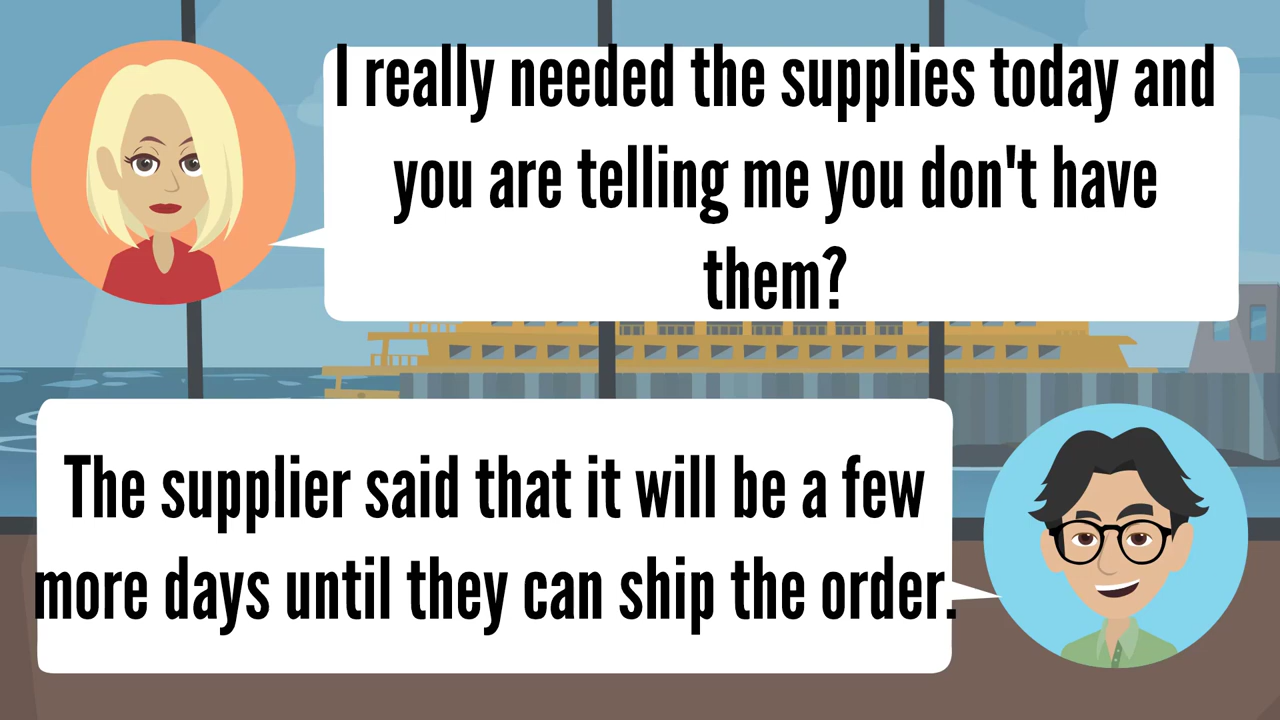 I really needed the supplies today and
you are telling me you don't have
them?
The supplier said that it will be a few
more days until they can ship the order.